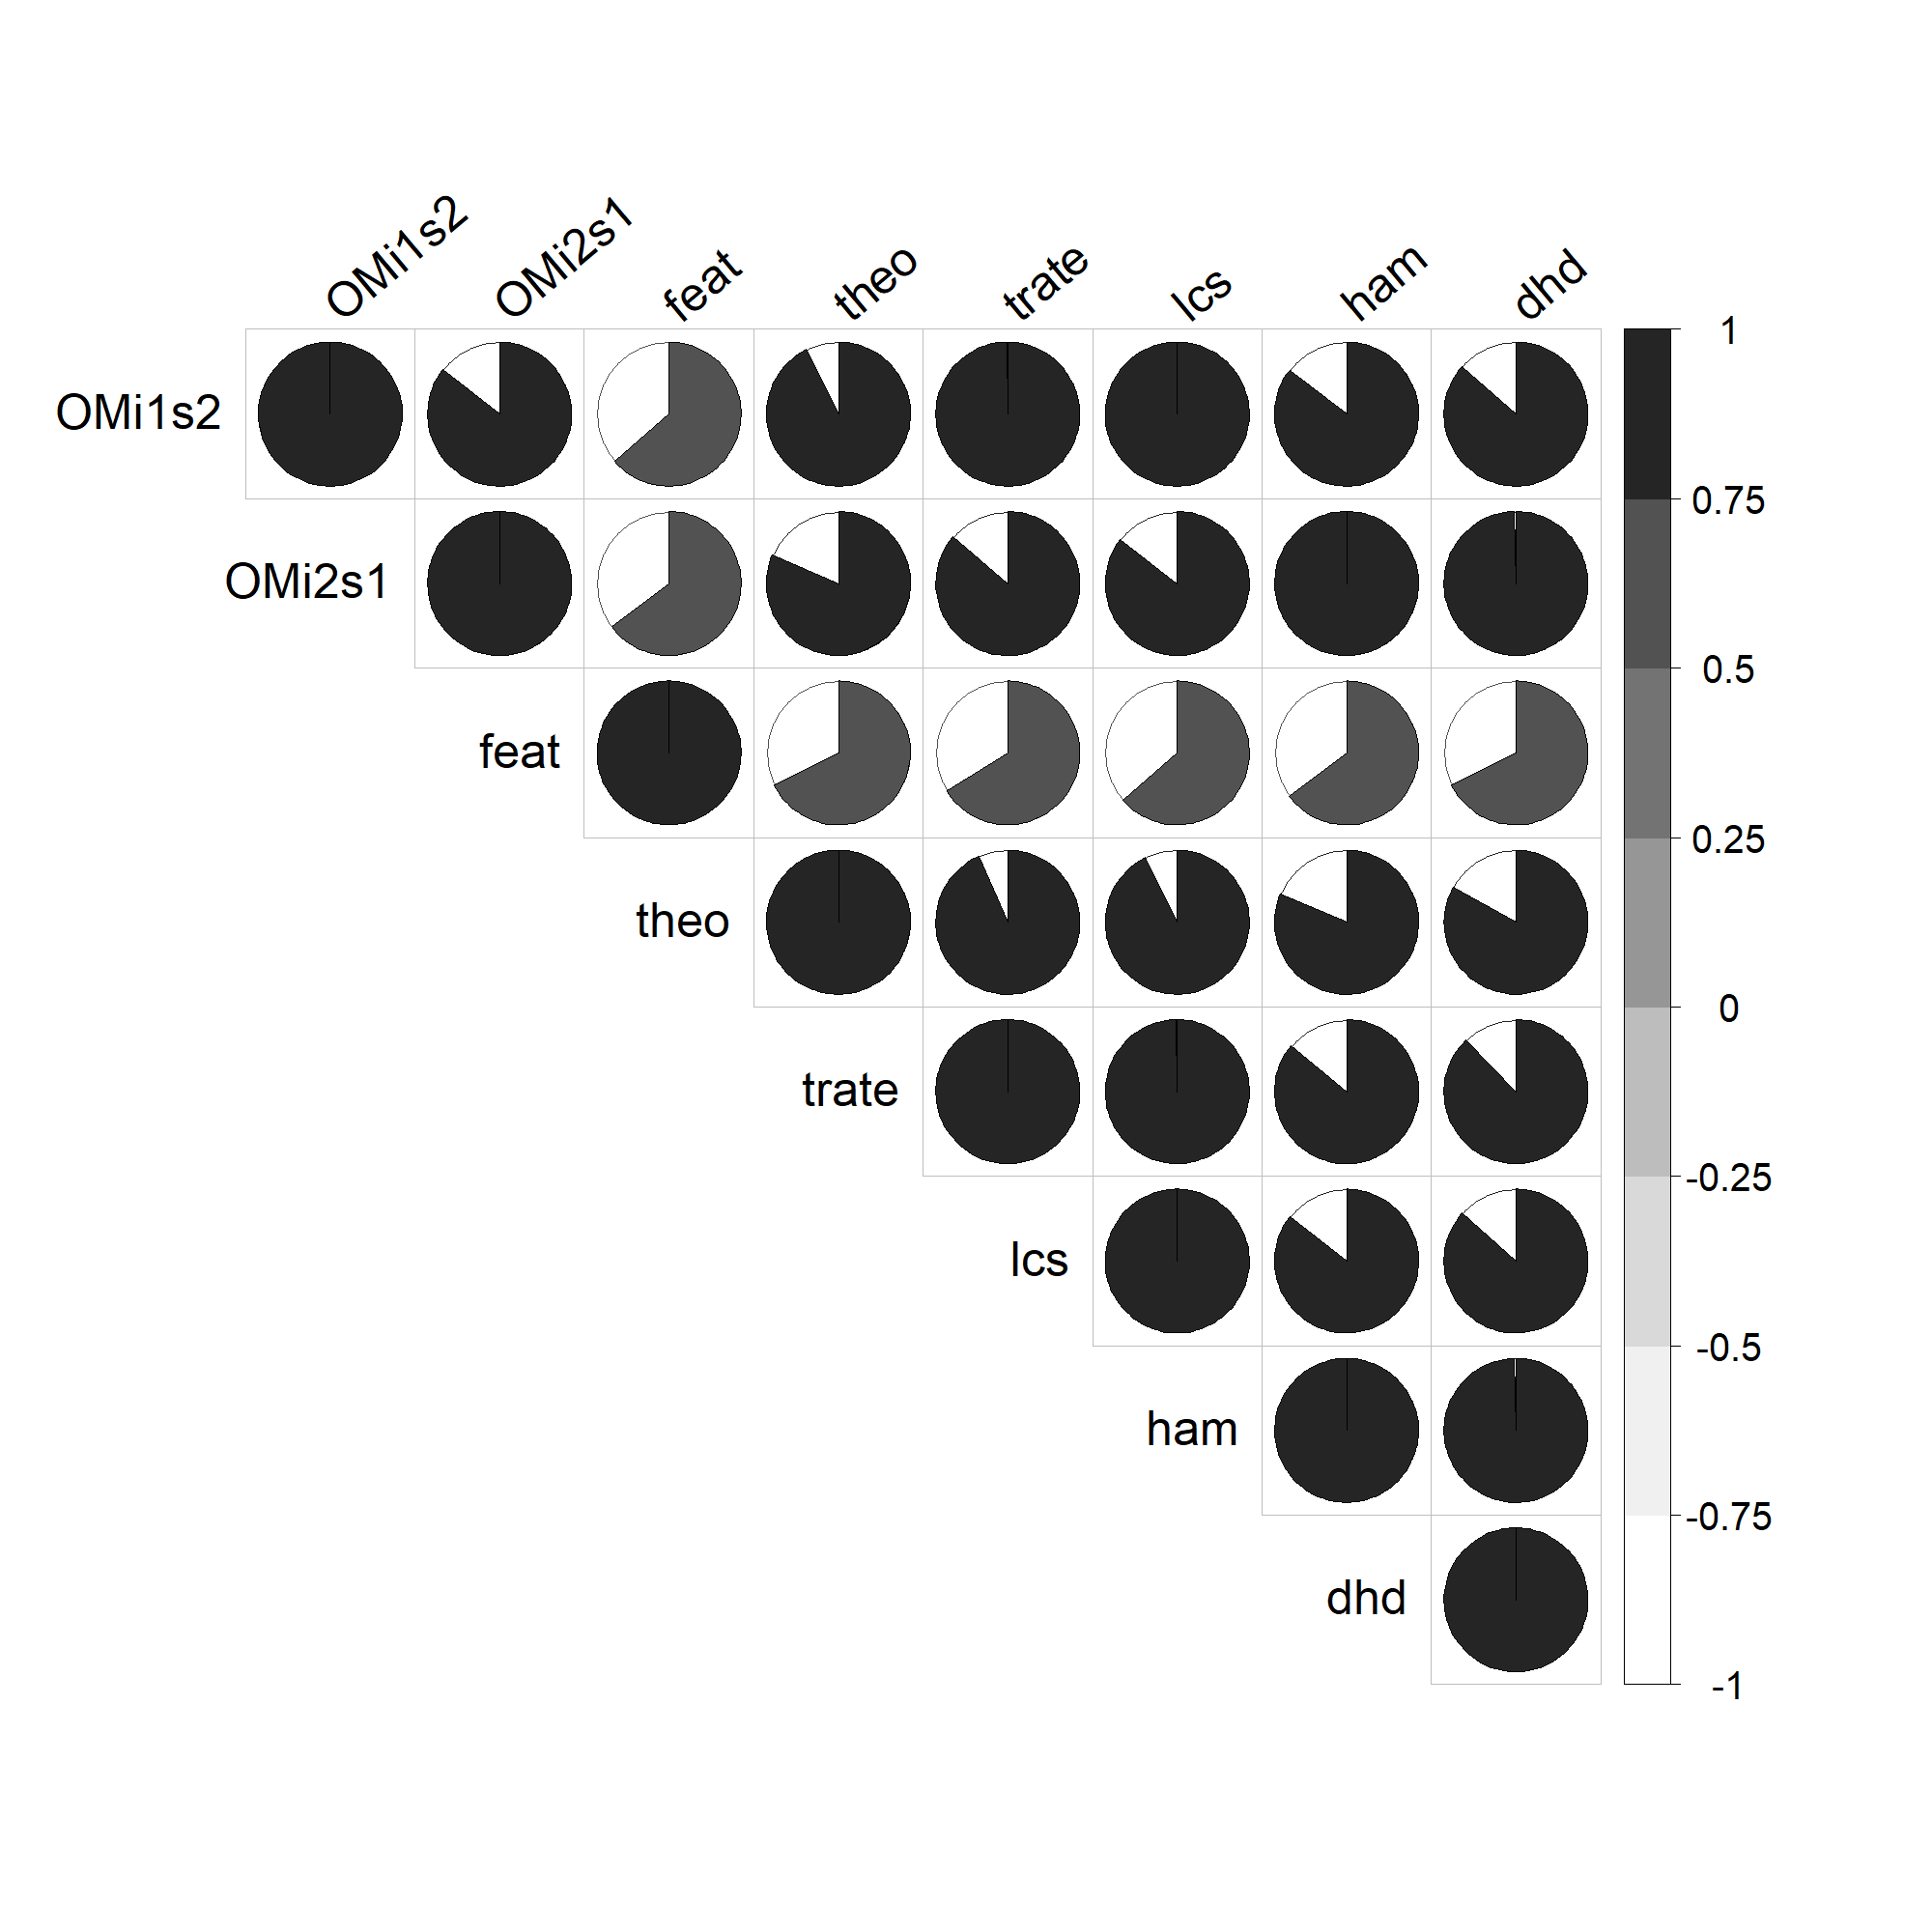 OMi1s2 OMi2s1 feat theo trate lcs ham dhd
OMi1s2
OMi2s1
feat
theo
trate
lcs
ham
dhd
1
0.75
0.5
0.25
0
-0.25
-0.5
-0.75
-1